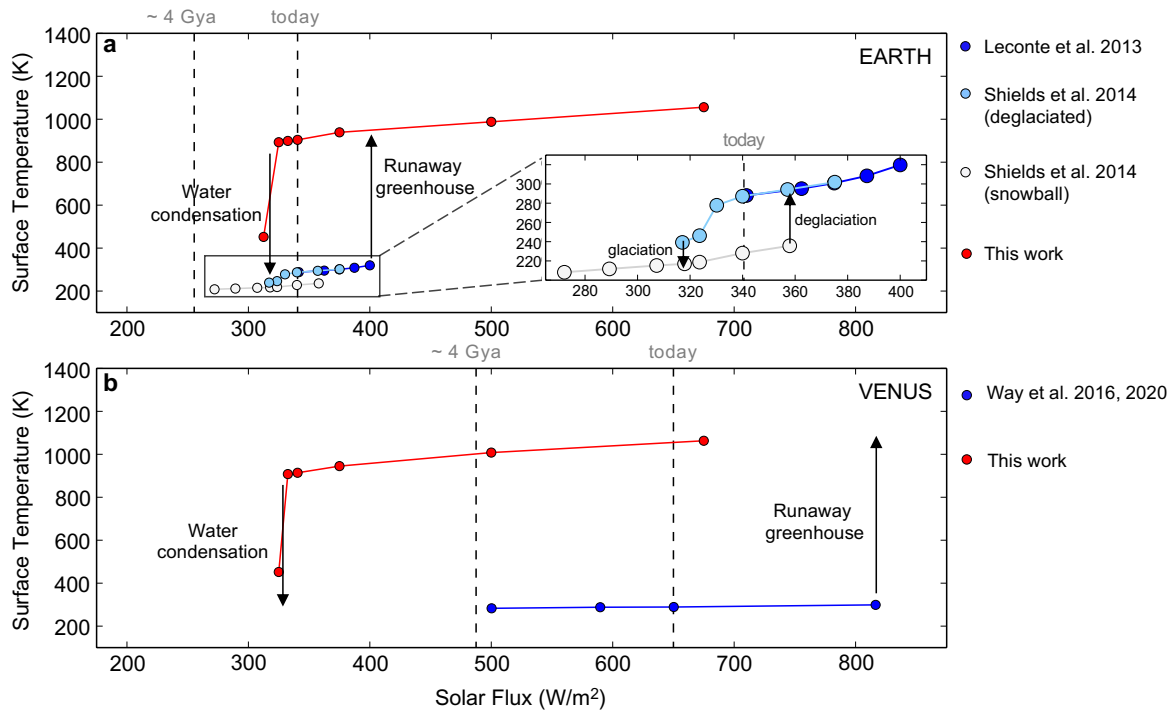 ~ 4 Gya
today
a
EARTH
1400
1200
1000
800
600
400
200
Surface Temperature (K)
Water
condensation
Runaway
greenhouse
today
300
280
260
240
220
glaciation
deglaciation
280
300
320
340
360
380
400
200
300
400
500
600
700
800
Leconte et al. 2013
Shields et al. 2014
(deglaciated)
Shields et al. 2014
(snowball)
This work
~ 4 Gya
today
b
VENUS
1400
1200
1000
800
600
400
200
Surface Temperature (K)
Water
condensation
Runaway
greenhouse
200
300
400
500
600
700
800
Solar Flux (W/m²)
Way et al. 2016, 2020
This work